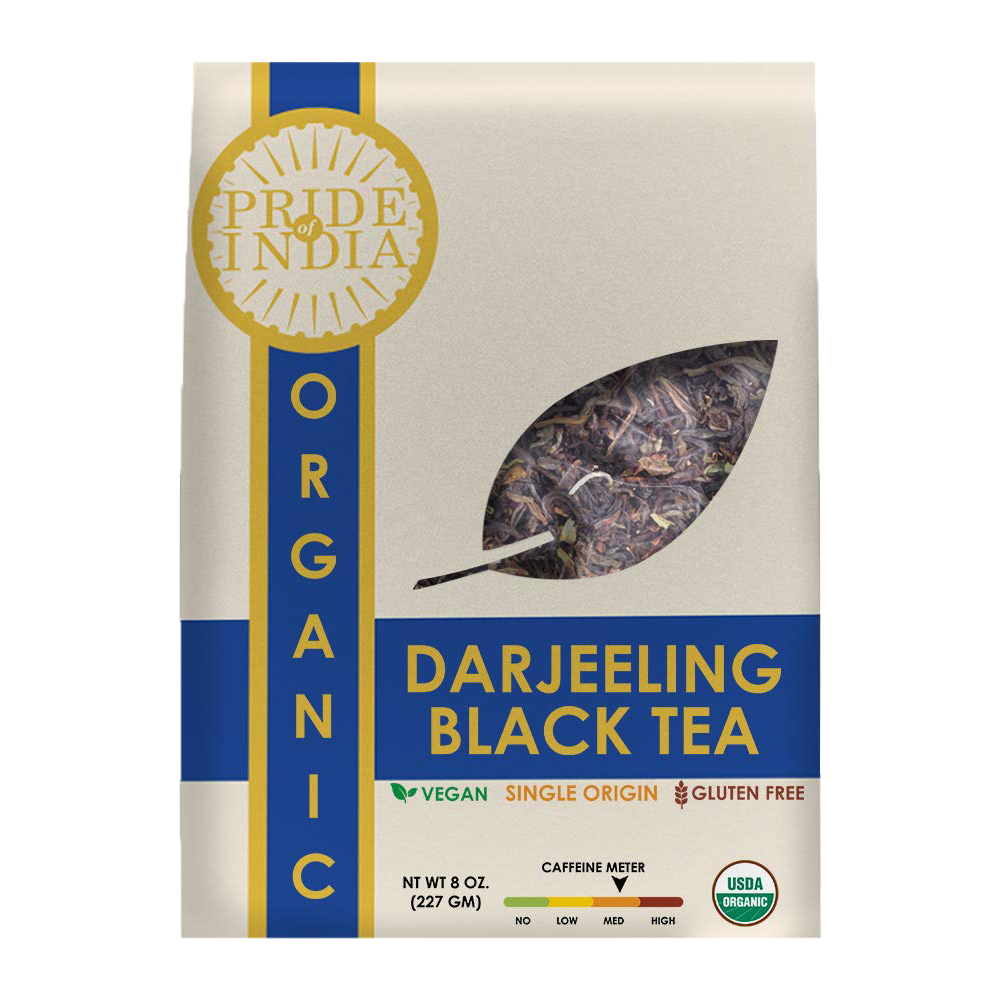 PRIDE
of
INDIA
ORGANIC
DARJEELING
BLACK TEA
VEGAN SINGLE ORIGIN GLUTEN FREE
CAFFEINE METER
NT WT 8 OZ.
(227 GM)
NO LOW MED HIGH
USDA
ORGANIC